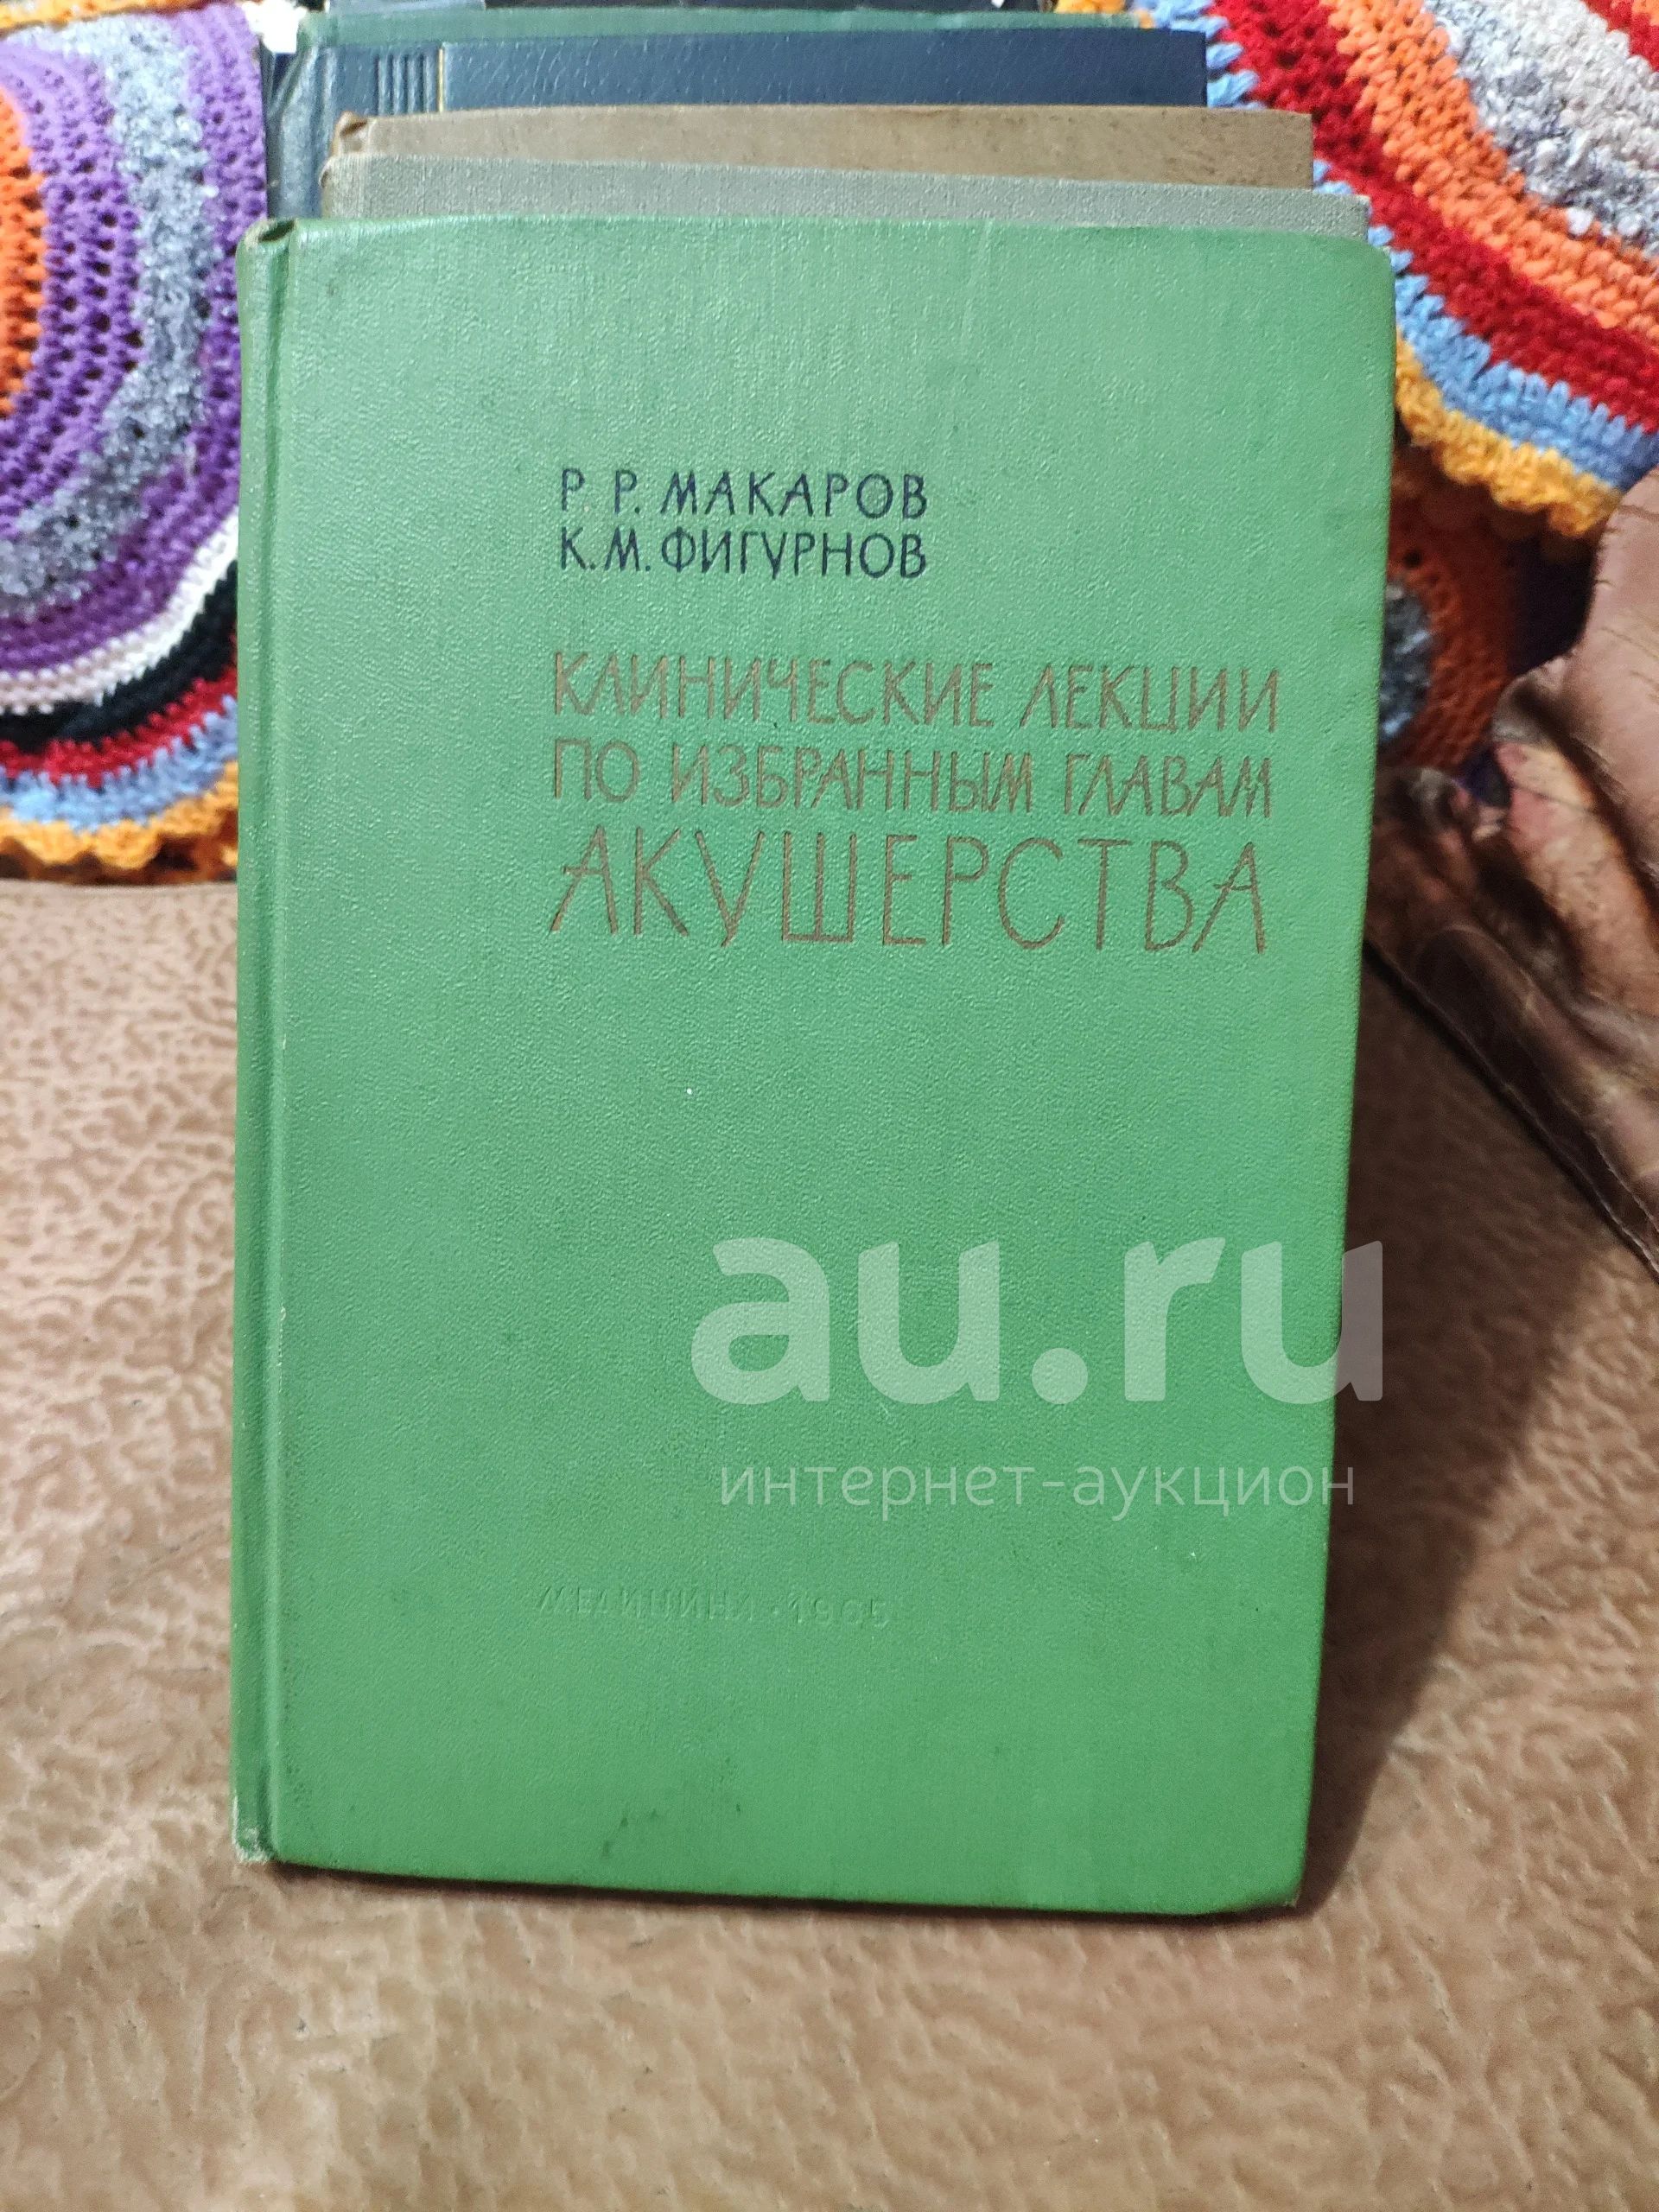 Р. Р. МАКАРОВ
К. М. ФИГУРНОВ
КЛИНИЧЕСКИЕ ЛЕКЦИИ
ПО ИЗБРАННЫМ ГЛАВАМ
АКУШЕРСТВА
au.ru
интернет-аукцион